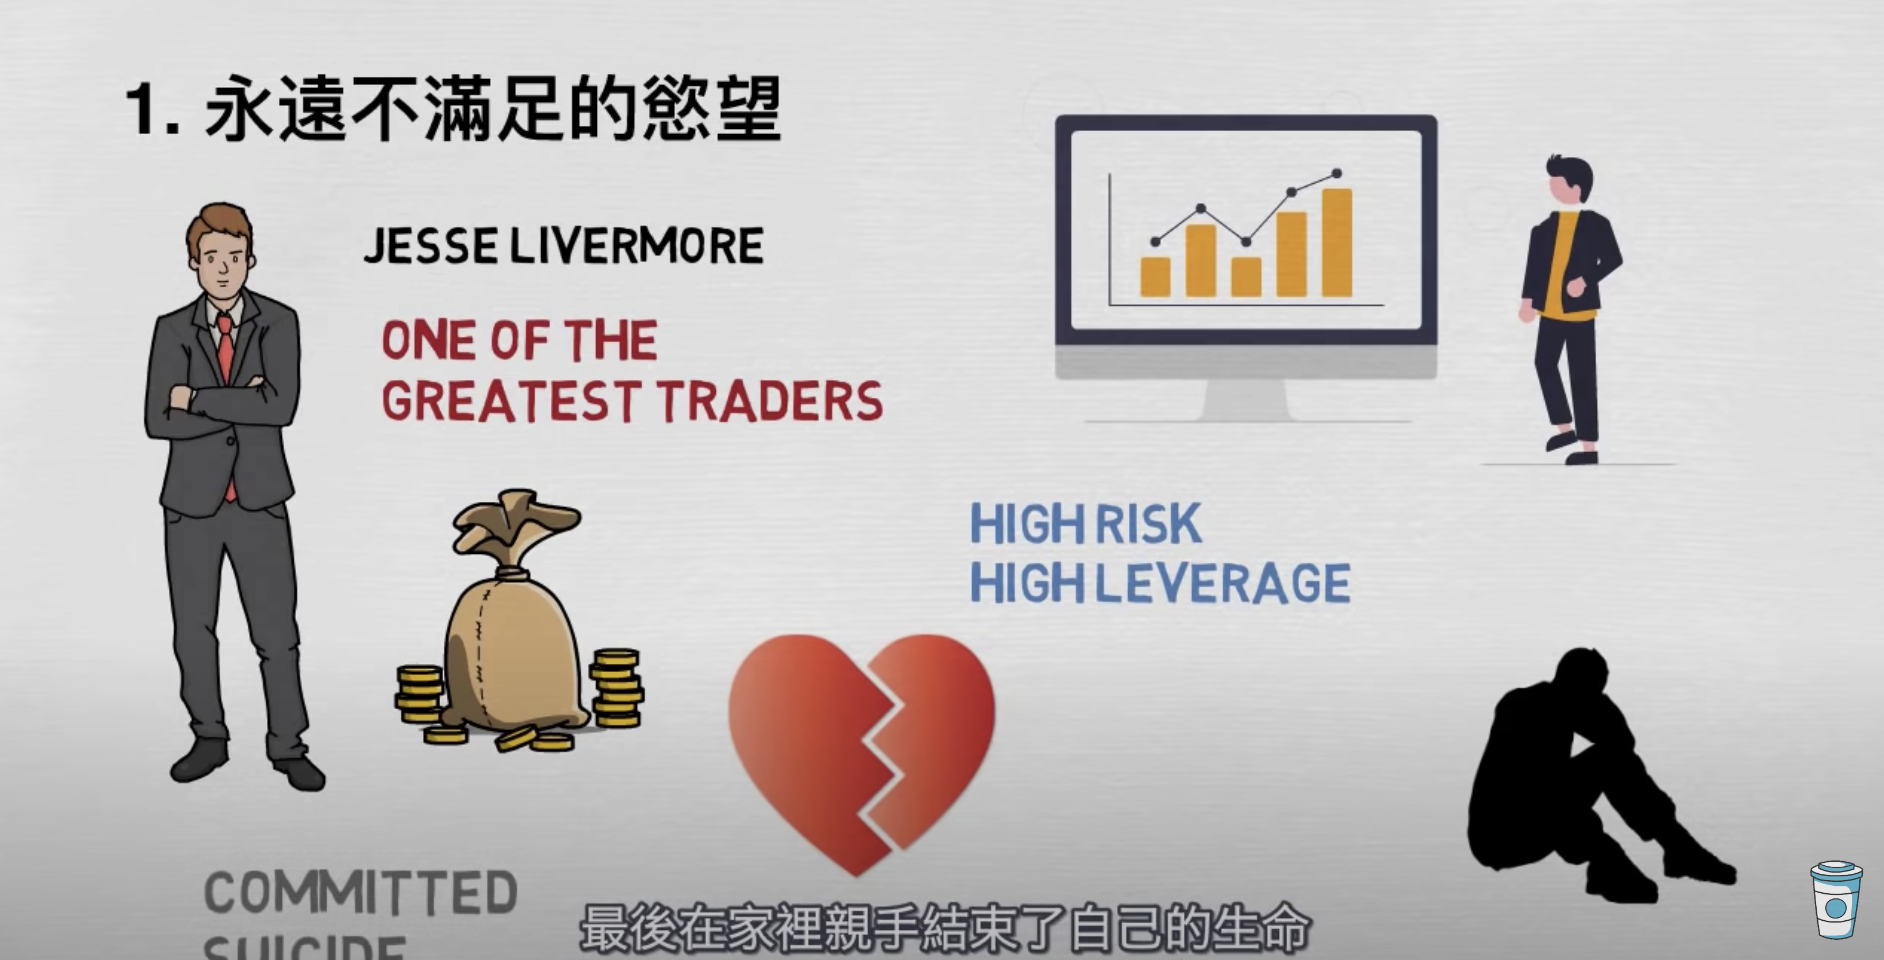 1. 永遠不滿足的慾望
JESSE LIVERMORE
ONE OF THE
GREATEST TRADERS
HIGH RISK
HIGH LEVERAGE
COMMITTED
SUICIDE
最後在家裡親手結束了自己的生命